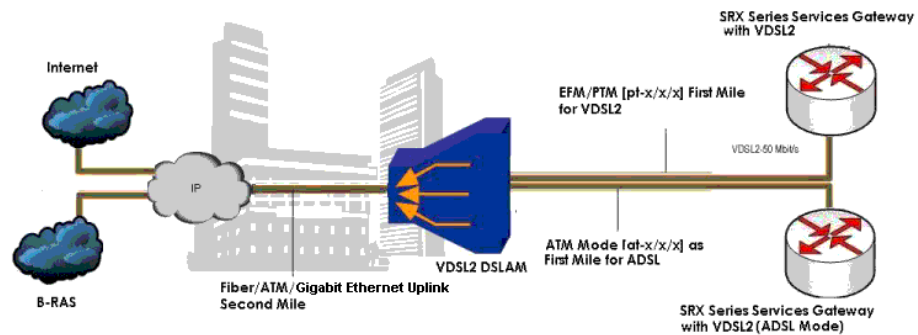 SRX Series Services Gateway
with VDSL2
Internet
EFM/PTM [pt-x/x/x] First Mile
for VDSL2
VDSL2-50 Mbit/s
IP
ATM Mode [at-x/x/x] as
First Mile for ADSL
VDSL2 DSLAM
Fiber/ATM/Gigabit Ethernet Uplink
Second Mile
B-RAS
SRX Series Services Gateway
with VDSL2 (ADSL Mode)